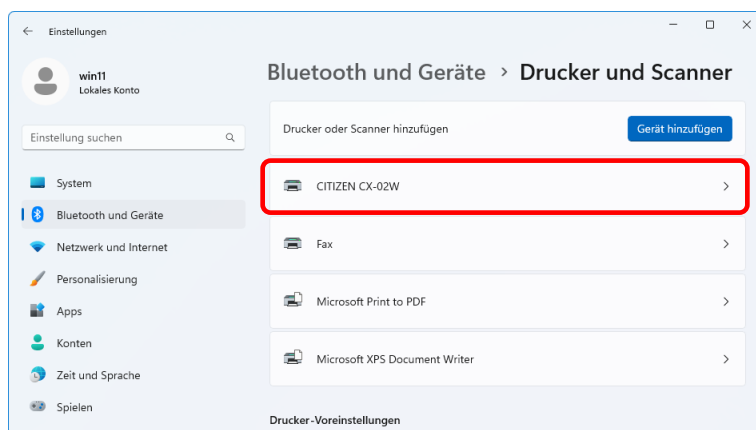 Einstellungen
win11
Lokales Konto
Einstellung suchen
System
Bluetooth und Geräte
Netzwerk und Internet
Personalisierung
Apps
Konten
Zeit und Sprache
Spielen
Bluetooth und Geräte > Drucker und Scanner
Drucker oder Scanner hinzufügen
Gerät hinzufügen
CITIZEN CX-02W
Fax
Microsoft Print to PDF
Microsoft XPS Document Writer
Drucker-Voreinstellungen